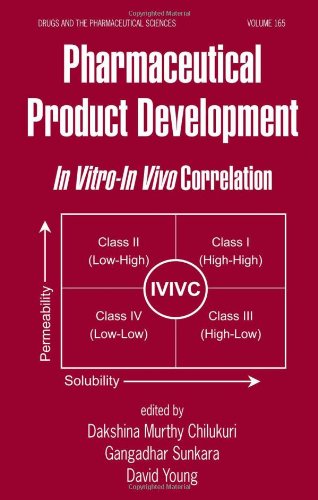 DRUGS AND THE PHARMACEUTICAL SCIENCES VOLUME 165
Pharmaceutical
Product Development
In Vitro-In Vivo Correlation
Permeability
Class II
(Low-High)
Class I
(High-High)
IVIVC
Class IV
(Low-Low)
Class III
(High-Low)
Solubility
edited by
Dakshina Murthy Chilukuri
Gangadhar Sunkara
David Young